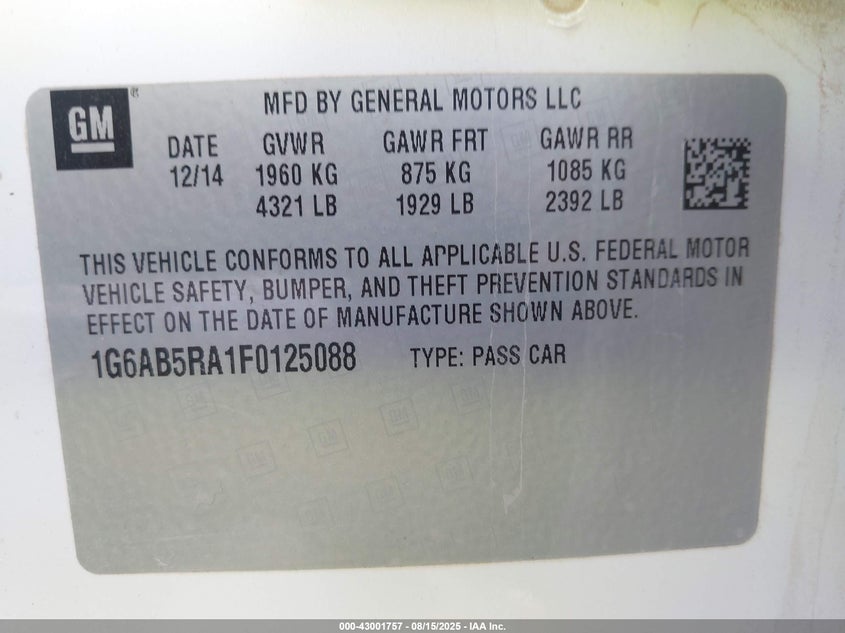 GM
MFD BY GENERAL MOTORS LLC
DATE GVWR GAWR FRT GAWR RR
12/14 1960 KG 875 KG 1085 KG
4321 LB 1929 LB 2392 LB
THIS VEHICLE CONFORMS TO ALL APPLICABLE U.S. FEDERAL MOTOR
VEHICLE SAFETY, BUMPER, AND THEFT PREVENTION STANDARDS IN
EFFECT ON THE DATE OF MANUFACTURE SHOWN ABOVE.
1G6AB5RA1F0125088 TYPE: PASS CAR
000-43001757 - 08/15/2025 - IAA Inc.